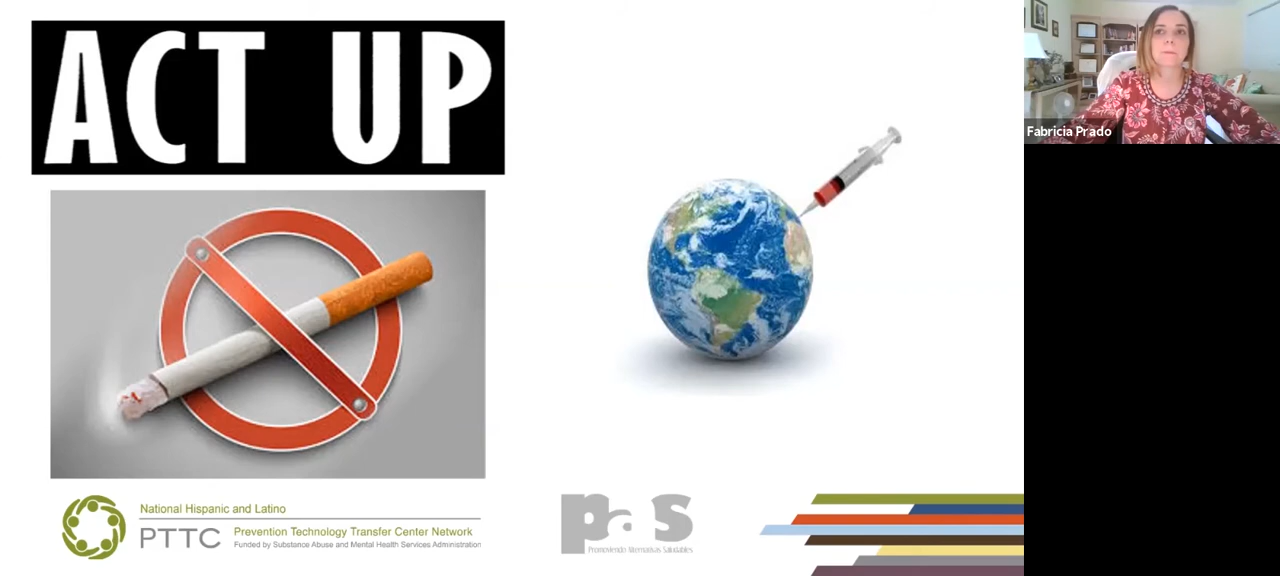 ACT UP
Fabricia Prado
National Hispanic and Latino
PTTC
Prevention Technology Transfer Center Network
Funded by Substance Abuse and Mental Health Services Administration
pas
Promoviendo Alternativas Saludables